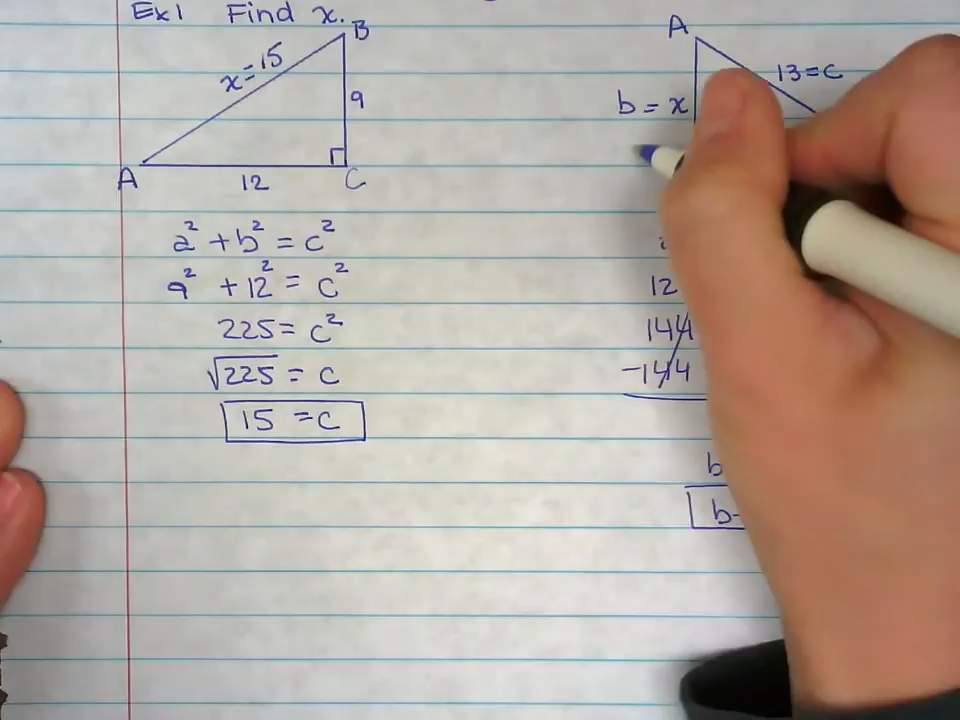 Ex1 Find x.
B
x=15
9
A
12
C
a² + b² = c²
9² + 12² = c²
225 = c²
√225 = c
15 = c
A
13=c
b = x
12
144
-144
b
b-